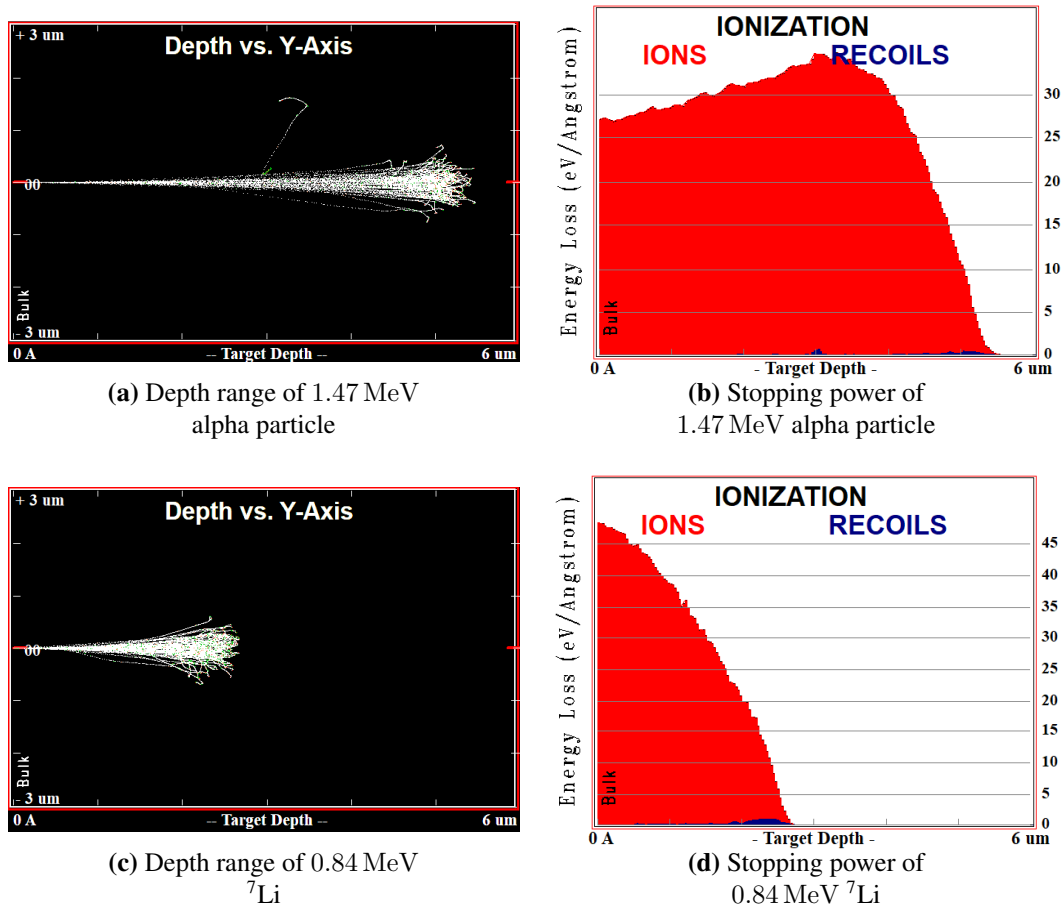 + 3 um
Depth vs. Y-Axis
00
Bulk
- 3 um
0 A
-- Target Depth --
6 um
(a) Depth range of 1.47 MeV
alpha particle
IONIZATION
IONS
RECOILS
Energy Loss (eV/Angstrom)
30
25
20
15
10
5
0
Bulk
0 A
- Target Depth -
6 um
(b) Stopping power of
1.47 MeV alpha particle
+ 3 um
Depth vs. Y-Axis
00
Bulk
- 3 um
0 A
-- Target Depth --
6 um
(c) Depth range of 0.84 MeV
⁷Li
IONIZATION
IONS
RECOILS
Energy Loss (eV/Angstrom)
45
40
35
30
25
20
15
10
5
0
Bulk
0 A
- Target Depth -
6 um
(d) Stopping power of
0.84 MeV ⁷Li